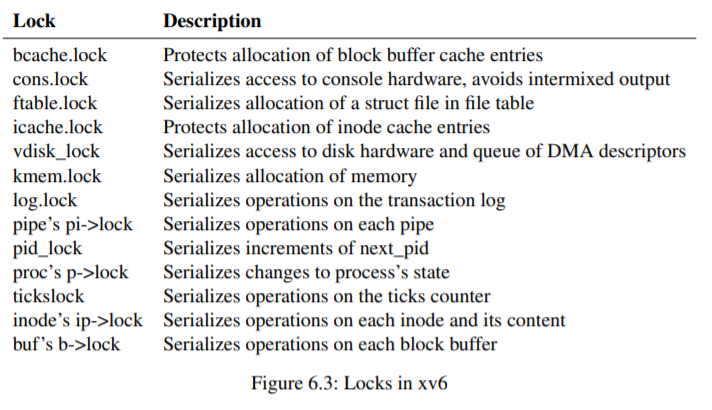 Lock Description
bcache.lock Protects allocation of block buffer cache entries
cons.lock Serializes access to console hardware, avoids intermixed output
ftable.lock Serializes allocation of a struct file in file table
icache.lock Protects allocation of inode cache entries
vdisk_lock Serializes access to disk hardware and queue of DMA descriptors
kmem.lock Serializes allocation of memory
log.lock Serializes operations on the transaction log
pipe’s pi->lock Serializes operations on each pipe
pid_lock Serializes increments of next_pid
proc’s p->lock Serializes changes to process’s state
tickslock Serializes operations on the ticks counter
inode’s ip->lock Serializes operations on each inode and its content
buf’s b->lock Serializes operations on each block buffer
Figure 6.3: Locks in xv6